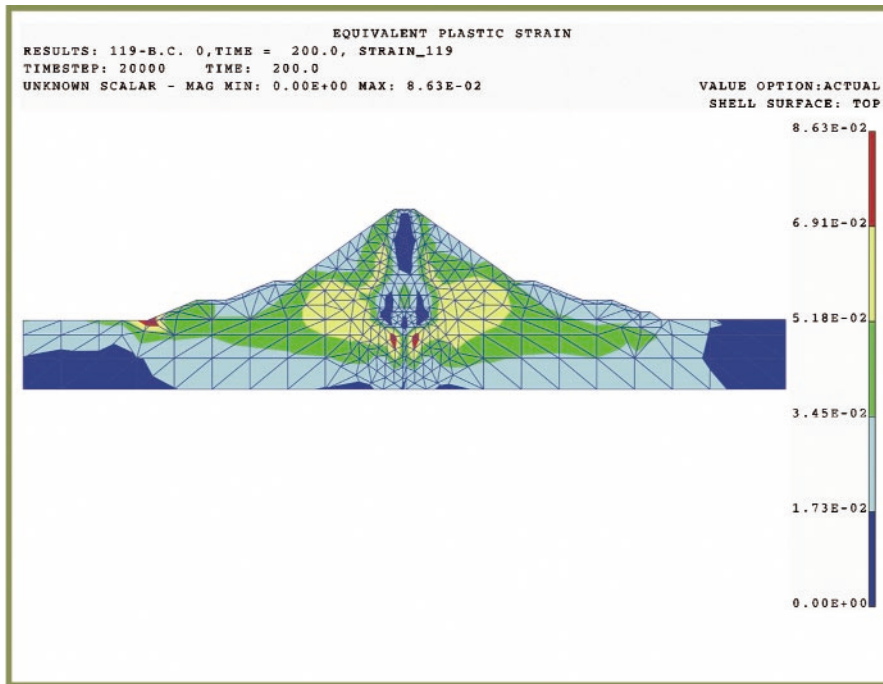 EQUIVALENT PLASTIC STRAIN
RESULTS: 119-B.C. 0,TIME = 200.0, STRAIN_119
TIMESTEP: 20000 TIME: 200.0
UNKNOWN SCALAR - MAG MIN: 0.00E+00 MAX: 8.63E-02
VALUE OPTION:ACTUAL
SHELL SURFACE: TOP
8.63E-02
6.91E-02
5.18E-02
3.45E-02
1.73E-02
0.00E+00